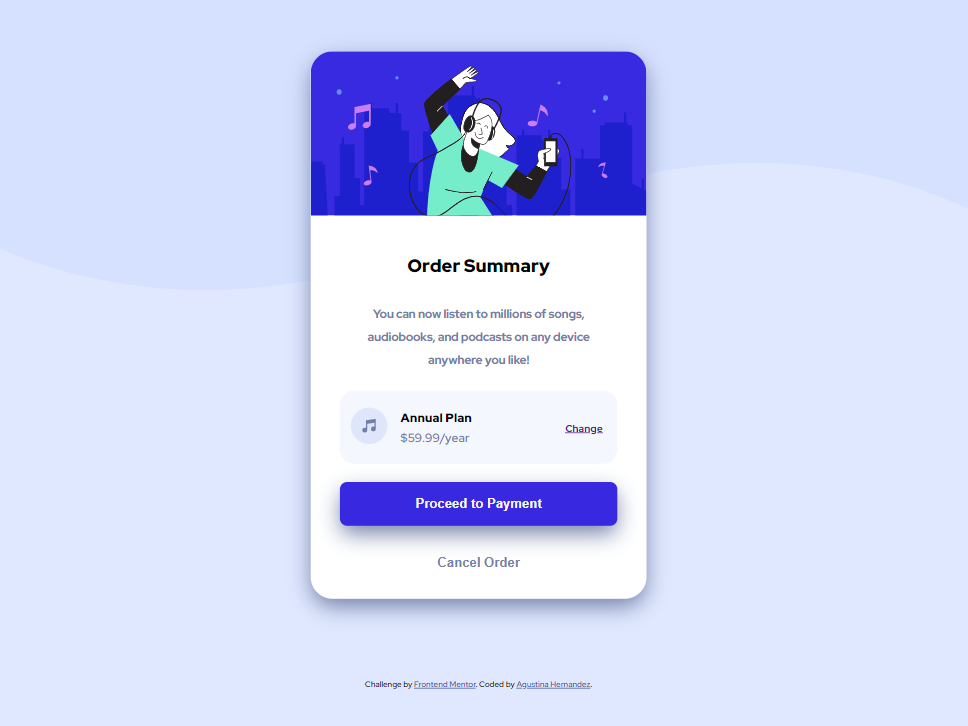 Order Summary
You can now listen to millions of songs,
audiobooks, and podcasts on any device
anywhere you like!
Annual Plan
$59.99/year
Change
Proceed to Payment
Cancel Order
Challenge by Frontend Mentor. Coded by Agustina Hernandez.